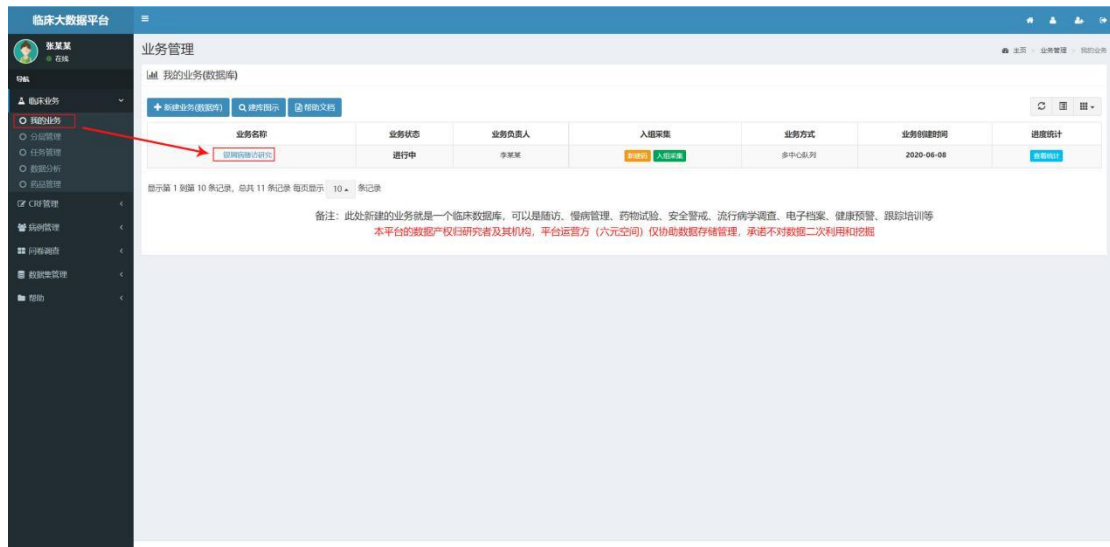 临床大数据平台
张某某
在线
业务管理
主页 > 业务管理 > 我的业务
导航
我的业务(数据库)
临床业务
新建业务(数据库) 建库图示 帮助文档
我的业务
分层管理
任务管理
数据分析
药品管理
CRF管理
病例管理
问卷调查
数据集管理
帮助
业务名称 业务状态 业务负责人 入组采集 业务方式 业务创建时间 进度统计
银屑病随访研究 进行中 李某某 入组采集 多中心队列 2020-06-08 查看统计
显示第 1 到第 10 条记录, 总共 11 条记录 每页显示 10 条记录
备注：此处新建的业务就是一个临床数据库，可以是随访、慢病管理、药物试验、安全警戒、流行病学调查、电子档案、健康预警、跟踪培训等
本平台的数据产权归研究者及其机构，平台运营方（六元空间）仅协助数据存储管理，承诺不对数据二次利用和挖掘